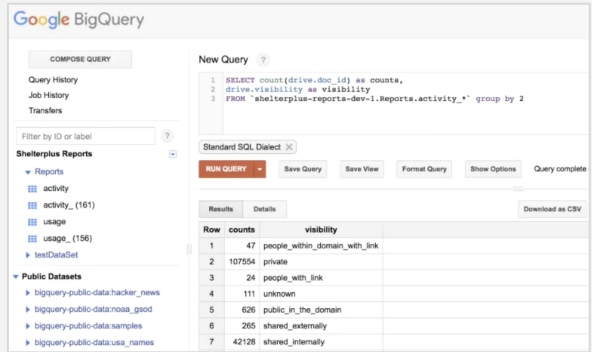 Google BigQuery
COMPOSE QUERY
Query History
Job History
Transfers
Filter by ID or label
?
Shelterplus Reports
Reports
activity
activity_ (161)
usage
usage_ (156)
testDataSet
Public Datasets
bigquery-public-data:hacker_news
bigquery-public-data:noaa_gsod
bigquery-public-data:samples
bigquery-public-data:usa_names
New Query ?
1 SELECT count(drive.doc_id) as counts,
2 drive.visibility as visibility
3 FROM `shelterplus-reports-dev-1.Reports.activity_*` group by 2
Standard SQL Dialect X
RUN QUERY Save Query Save View Format Query Show Options Query complete
Results Details Download as CSV
Row counts visibility
1 47 people_within_domain_with_link
2 107554 private
3 24 people_with_link
4 111 unknown
5 626 public_in_the_domain
6 265 shared_externally
7 42128 shared_internally